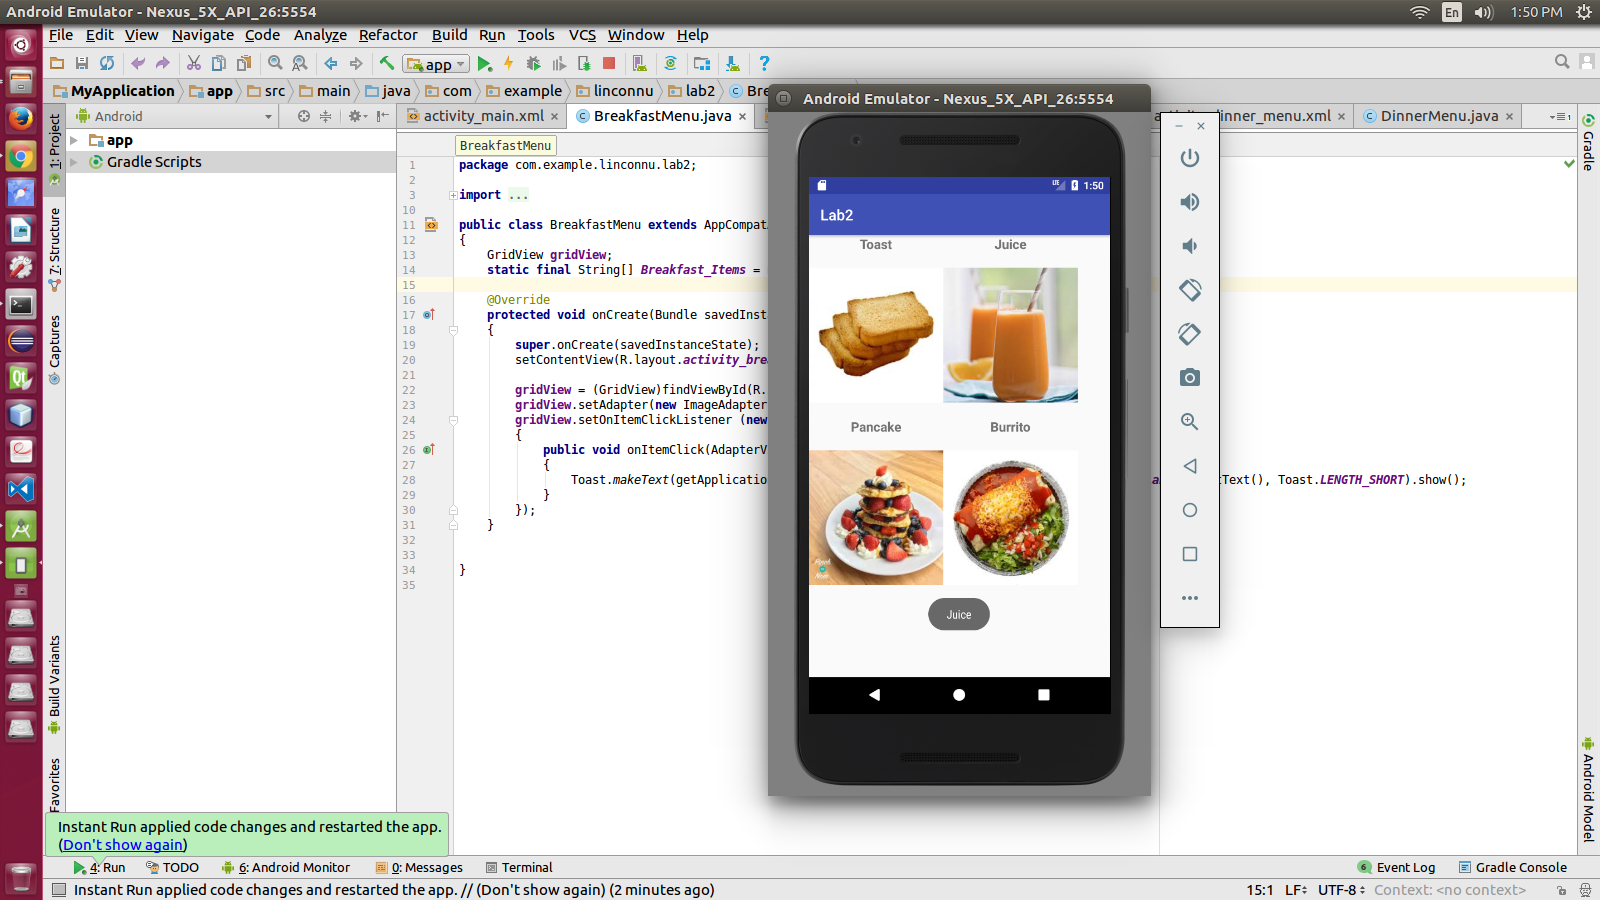 Android Emulator - Nexus_5X_API_26:5554
En
1:50 PM
File Edit View Navigate Code Analyze Refactor Build Run Tools VCS Window Help
app
MyApplication app src main java com example linconnu lab2
Android Emulator - Nexus_5X_API_26:5554
Android
activity_main.xml
BreakfastMenu.java
inner_menu.xml
DinnerMenu.java
1: Project
7: Structure
Captures
Build Variants
Favorites
Gradle
Android Model
app
Gradle Scripts
BreakfastMenu
1 package com.example.linconnu.lab2;
2
3 import ...
10
11 public class BreakfastMenu extends AppCompat
12 {
13 GridView gridView;
14 static final String[] Breakfast_Items =
15
16 @Override
17 protected void onCreate(Bundle savedInst
18 {
19 super.onCreate(savedInstanceState);
20 setContentView(R.layout.activity_bre
21
22 gridView = (GridView)findViewById(R.
23 gridView.setAdapter(new ImageAdapter
24 gridView.setOnItemClickListener (new
25 {
26 public void onItemClick(AdapterV
27 {
28 Toast.makeText(getApplication
Text(), Toast.LENGTH_SHORT).show();
29 }
30 });
31 }
32
33
34 }
35
LTE
1:50
Lab2
Toast Juice
Pancake Burrito
Juice
Instant Run applied code changes and restarted the app.
(Don't show again)
4: Run TODO 6: Android Monitor 0: Messages Terminal
6 Event Log Gradle Console
Instant Run applied code changes and restarted the app. // (Don't show again) (2 minutes ago)
15:1 LF÷ UTF-8 ÷ Context: <no context>